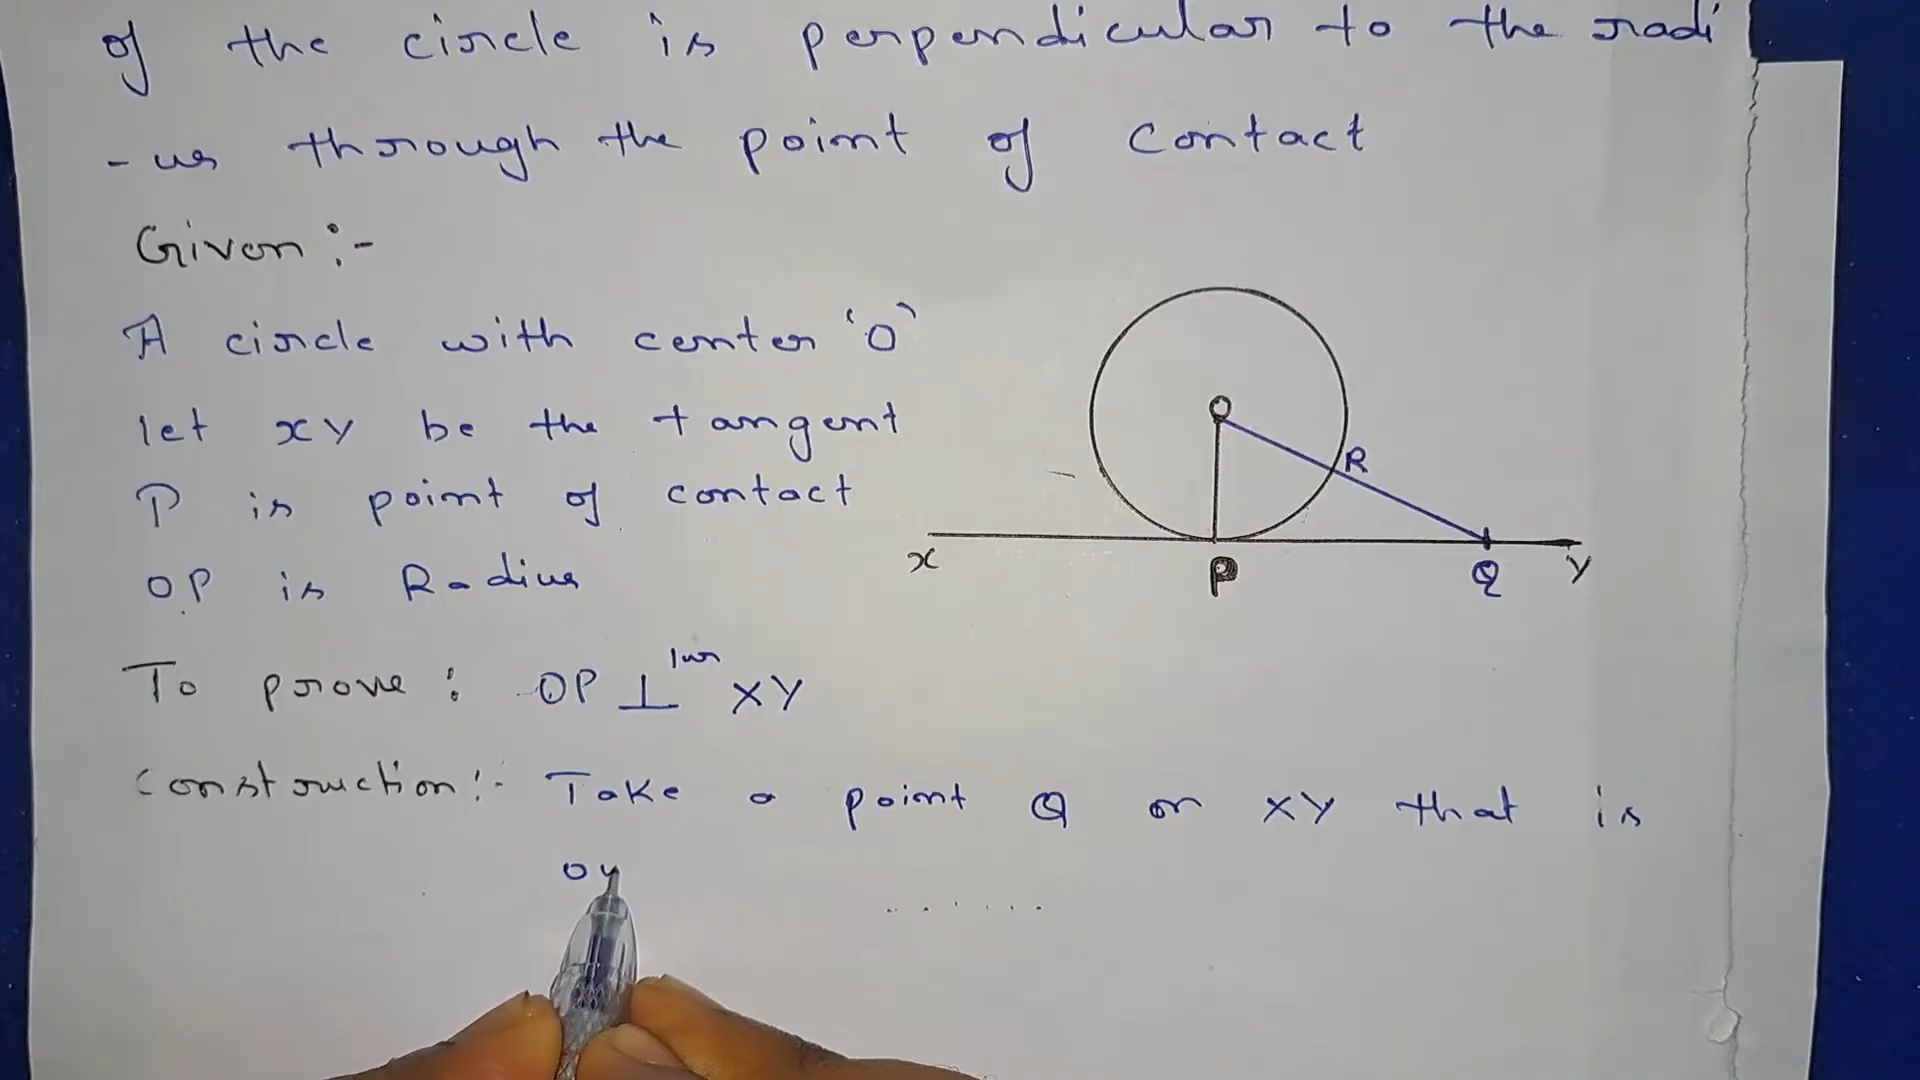 of the circle is perpendicular to the radi
- us through the point of contact
Given :-
A circle with center 'O'
let XY be the tangent
P is point of contact
OP is Radius
To prove : OP ⊥lar XY
construction:- Take a point Q on XY that is
ou
O
R
X
P
Q
Y